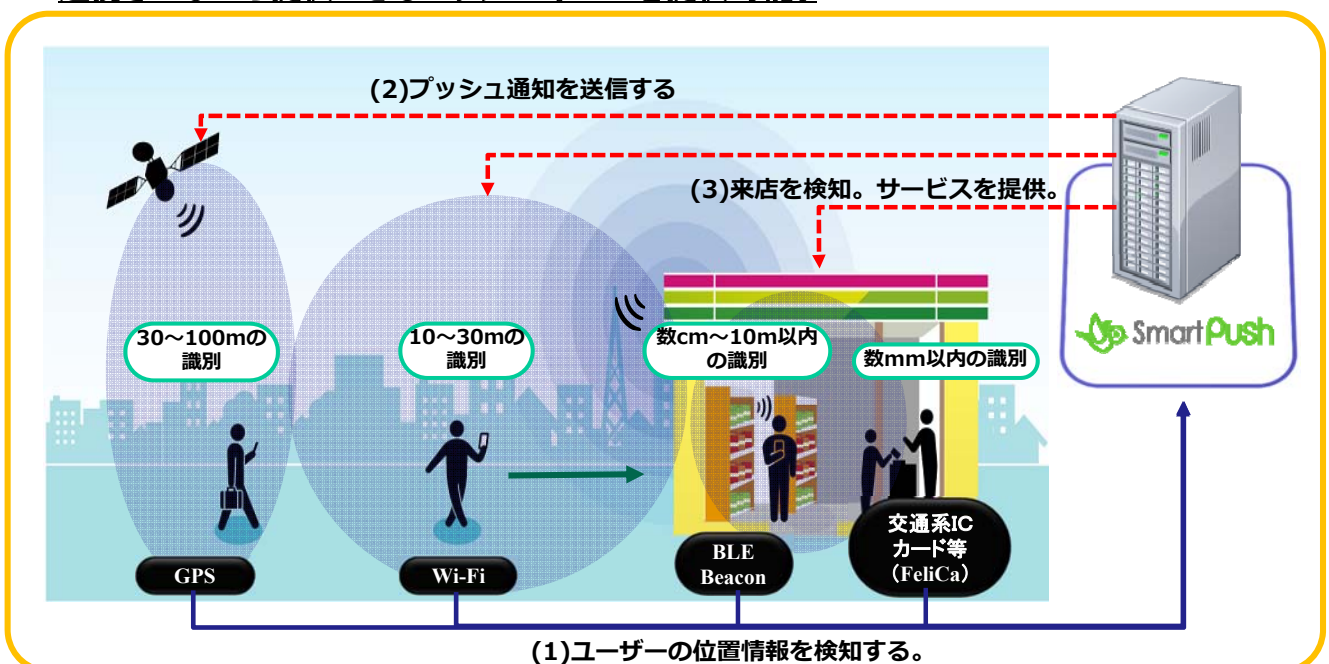 (2)プッシュ通知を送信する
(3)来店を検知。サービスを提供。
30～100mの
識別
10～30mの
識別
数cm～10m以内
の識別
数mm以内の識別
SmartPush
GPS
Wi-Fi
BLE
Beacon
交通系IC
カード等
（FeliCa）
(1)ユーザーの位置情報を検知する。